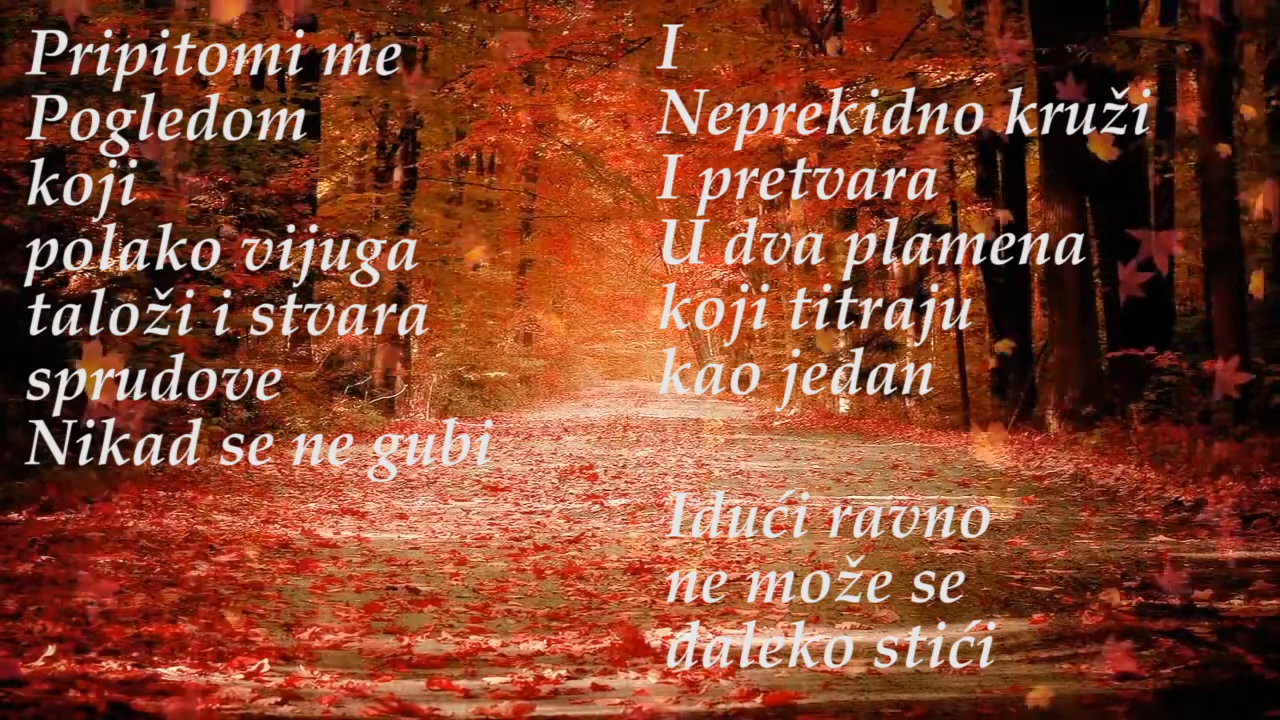 Pripitomi me
Pogledom
koji
polako vijuga
taloži i stvara
sprudove
Nikad se ne gubi
I
Neprekidno kruži
I pretvara
U dva plamena
koji titraju
kao jedan
Idući ravno
ne može se
daleko stići